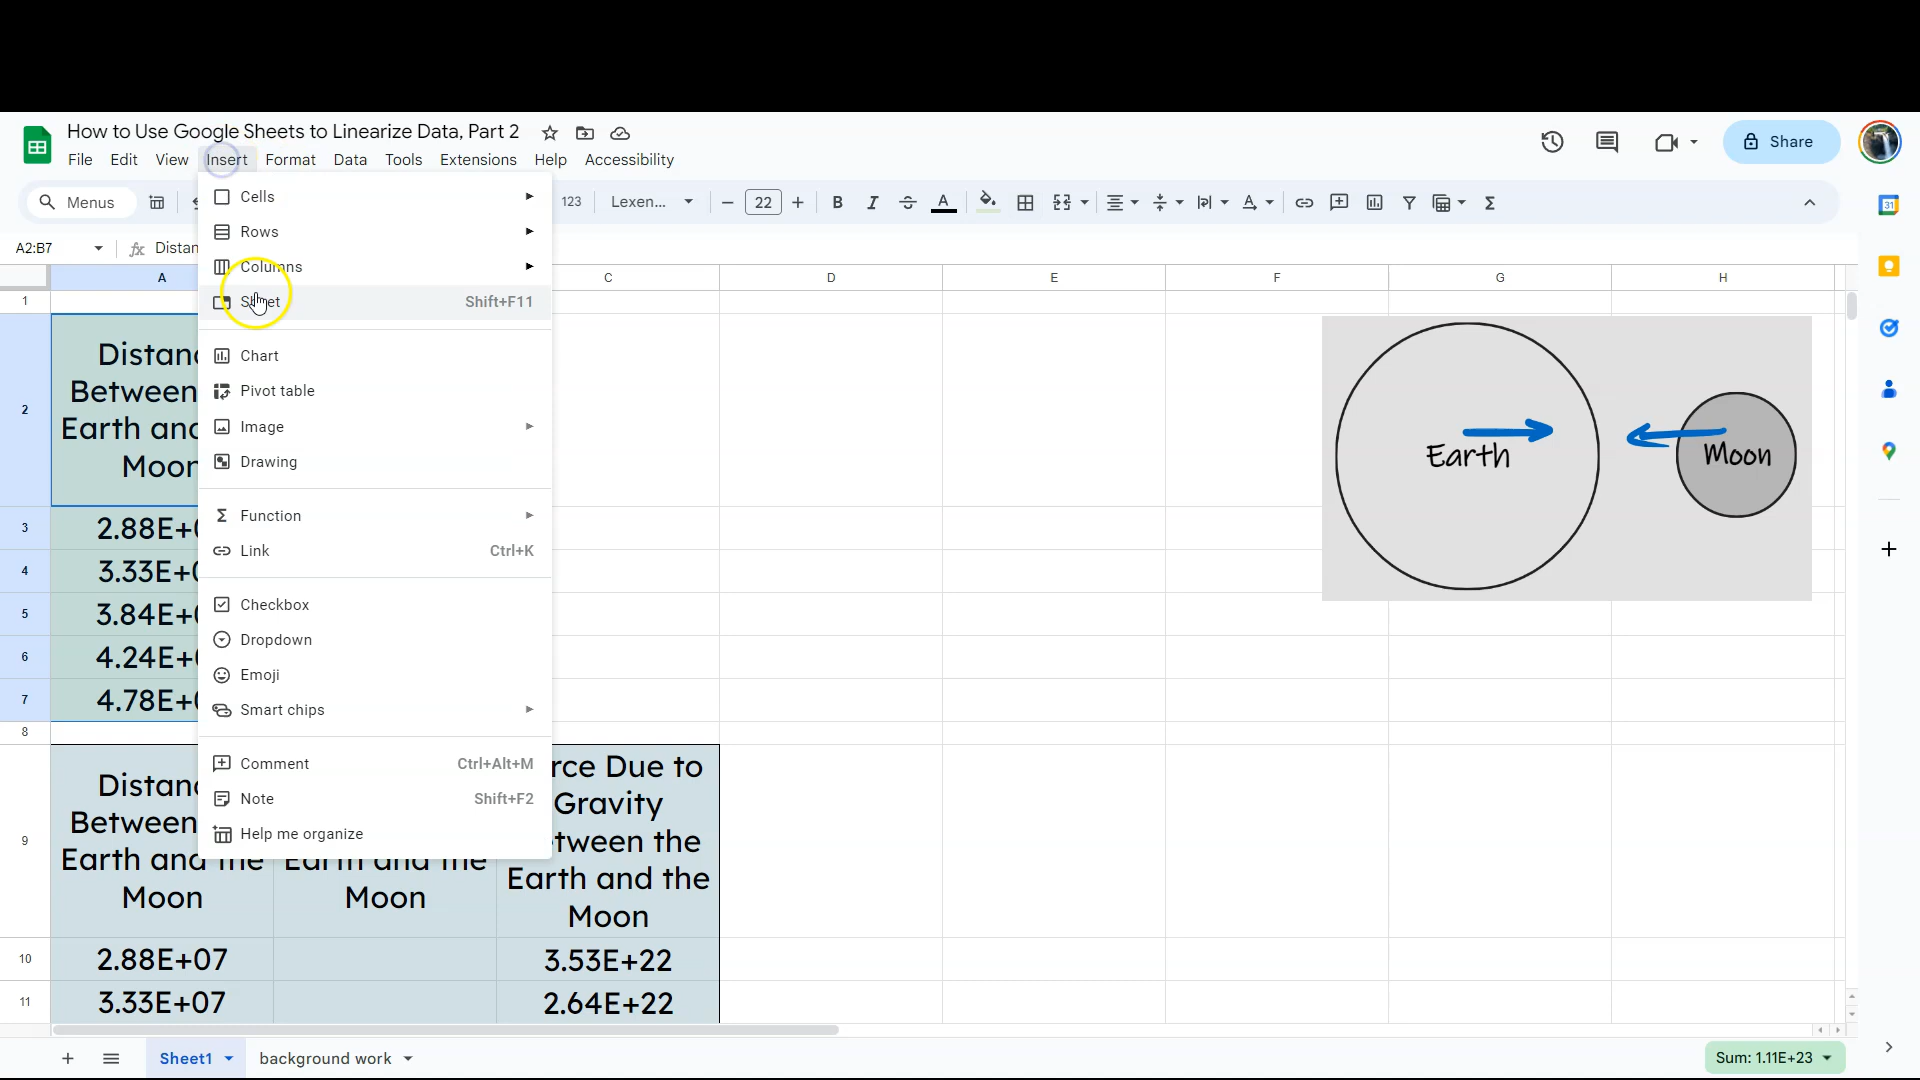 How to Use Google Sheets to Linearize Data, Part 2
File Edit View Insert Format Data Tools Extensions Help Accessibility
Share
Menus 123 Lexen... 22
A2:B7 Distan
A C D E F G H
Cells
Rows
Columns
Sheet Shift+F11
Chart
Pivot table
Image
Drawing
Function
Link Ctrl+K
Checkbox
Dropdown
Emoji
Smart chips
Comment Ctrl+Alt+M
Note Shift+F2
Help me organize
1
2
Distanc
Between
Earth and
Moon
Earth Moon
3 2.88E+0
4 3.33E+0
5 3.84E+0
6 4.24E+0
7 4.78E+0
8
9
Distanc
Between
Earth and the
Moon
Earth and the
Moon
rce Due to
Gravity
tween the
Earth and the
Moon
10 2.88E+07 3.53E+22
11 3.33E+07 2.64E+22
Sheet1 background work Sum: 1.11E+23